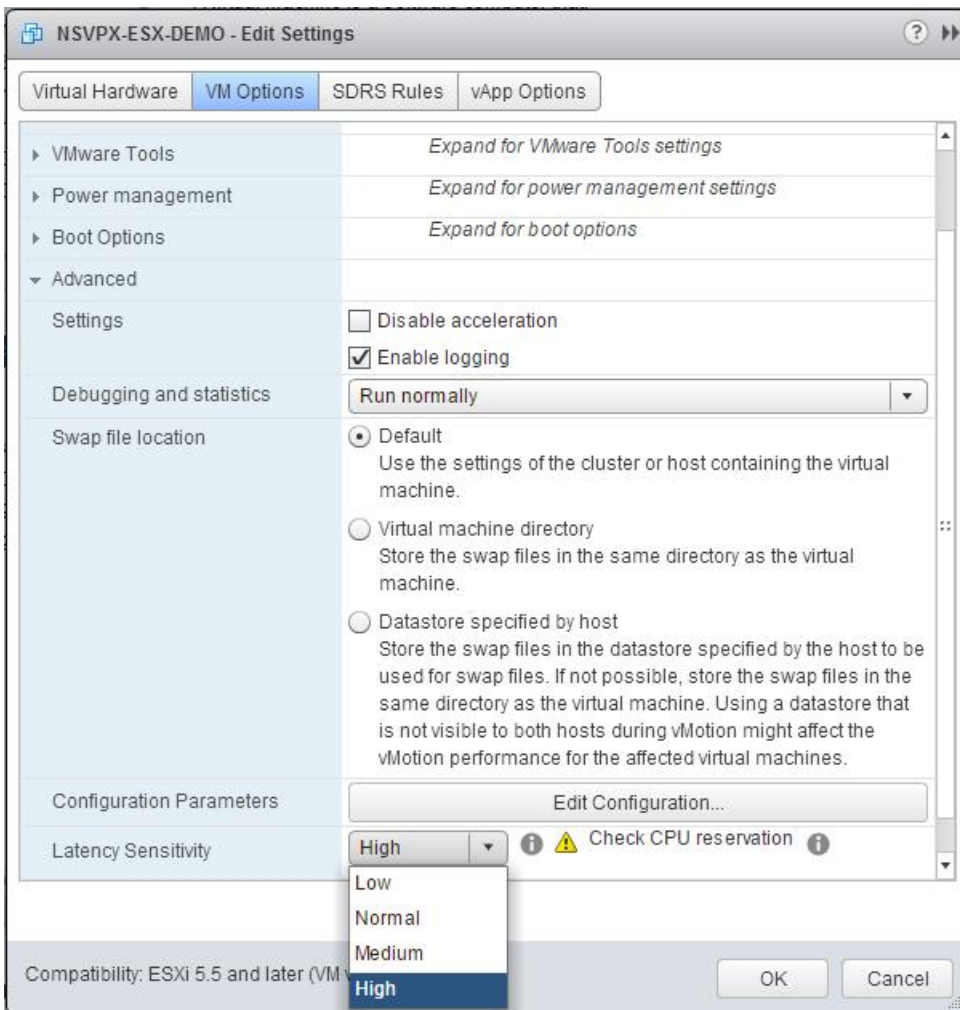 NSVPX-ESX-DEMO - Edit Settings
Virtual Hardware VM Options SDRS Rules vApp Options
VMware Tools Expand for VMware Tools settings
Power management Expand for power management settings
Boot Options Expand for boot options
Advanced
Settings Disable acceleration
Enable logging
Debugging and statistics Run normally
Swap file location Default
Use the settings of the cluster or host containing the virtual
machine.
Virtual machine directory
Store the swap files in the same directory as the virtual
machine.
Datastore specified by host
Store the swap files in the datastore specified by the host to be
used for swap files. If not possible, store the swap files in the
same directory as the virtual machine. Using a datastore that
is not visible to both hosts during vMotion might affect the
vMotion performance for the affected virtual machines.
Configuration Parameters Edit Configuration...
Latency Sensitivity High Check CPU reservation
Low
Normal
Medium
High
Compatibility: ESXi 5.5 and later (VM
OK Cancel